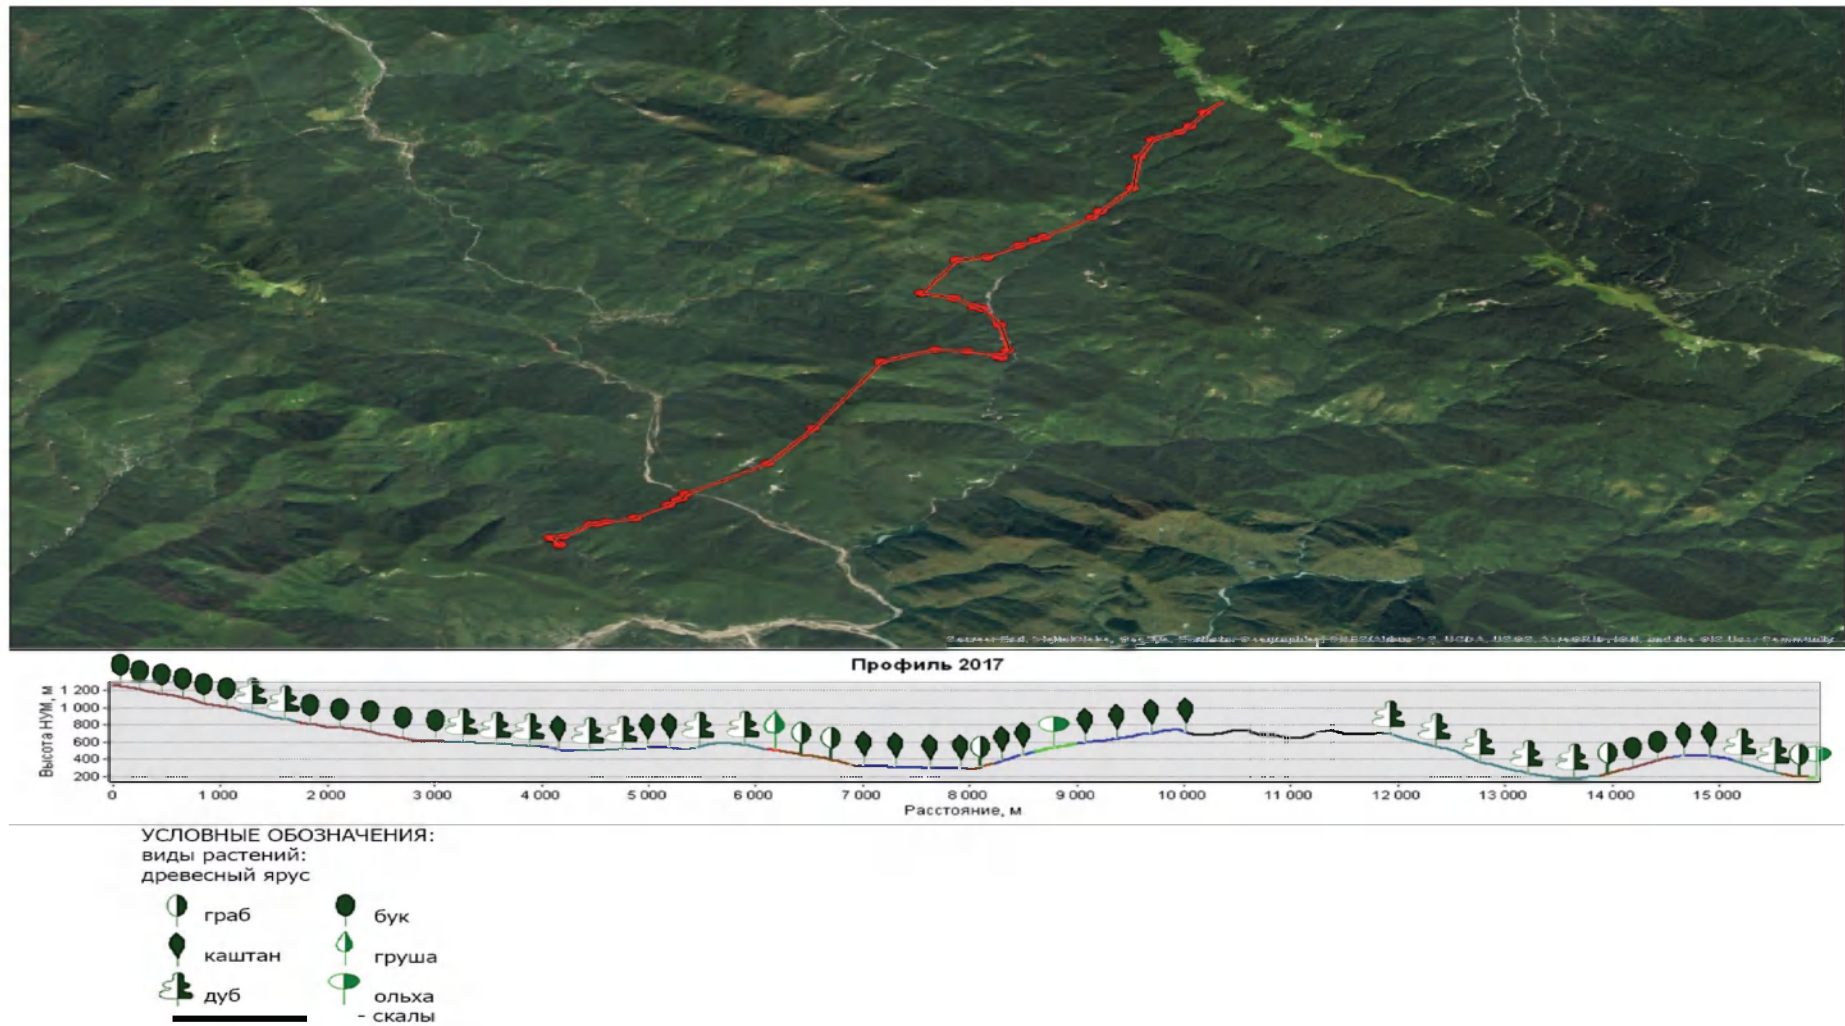 Профиль 2017
Высота НУМ, м
1 200
1 000
800
600
400
200
0 1 000 2 000 3 000 4 000 5 000 6 000 7 000 8 000 9 000 10 000 11 000 12 000 13 000 14 000 15 000
Расстояние, м
УСЛОВНЫЕ ОБОЗНАЧЕНИЯ:
виды растений:
древесный ярус
граб бук
каштан груша
дуб ольха
- скалы